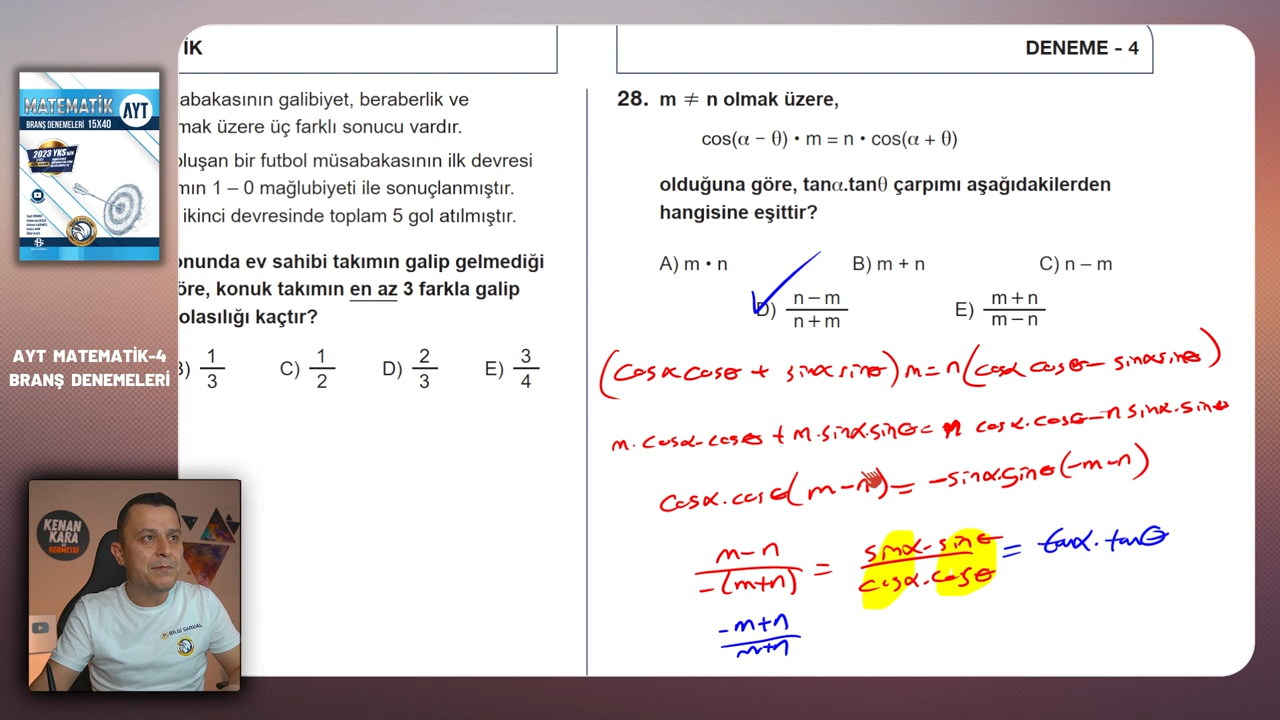 MATEMATİK AYT
BRANŞ DENEMELERİ 15X40
2023 YKS'NİN
AYT MATEMATİK-4
BRANŞ DENEMELERİ
KENAN
KARA
GEOMETRİ
BİLGİ SARMAL
İK
abakasının galibiyet, beraberlik ve
mak üzere üç farklı sonucu vardır.
oluşan bir futbol müsabakasının ilk devresi
mın 1 – 0 mağlubiyeti ile sonuçlanmıştır.
ikinci devresinde toplam 5 gol atılmıştır.
onunda ev sahibi takımın galip gelmediği
öre, konuk takımın en az 3 farkla galip
olasılığı kaçtır?
B) 1/3 C) 1/2 D) 2/3 E) 3/4
DENEME - 4
28. m ≠ n olmak üzere,
cos(α − θ) • m = n • cos(α + θ)
olduğuna göre, tanα.tanθ çarpımı aşağıdakilerden
hangisine eşittir?
A) m • n B) m + n C) n – m
D) (n – m)/(n + m) E) (m + n)/(m – n)
(cosα cosθ + sinα sinθ) m = n(cosα cosθ − sinα sinθ)
m. cosα.cosθ + m.sinα.sinθ = n cosα.cosθ − n sinα.sinθ
cosα.cosθ(m−n) = −sinα.sinθ(−m−n)
(m−n)/(−(m+n)) = (sinα.sinθ)/(cosα.cosθ) = tanα.tanθ
(−m+n)/(m+n)